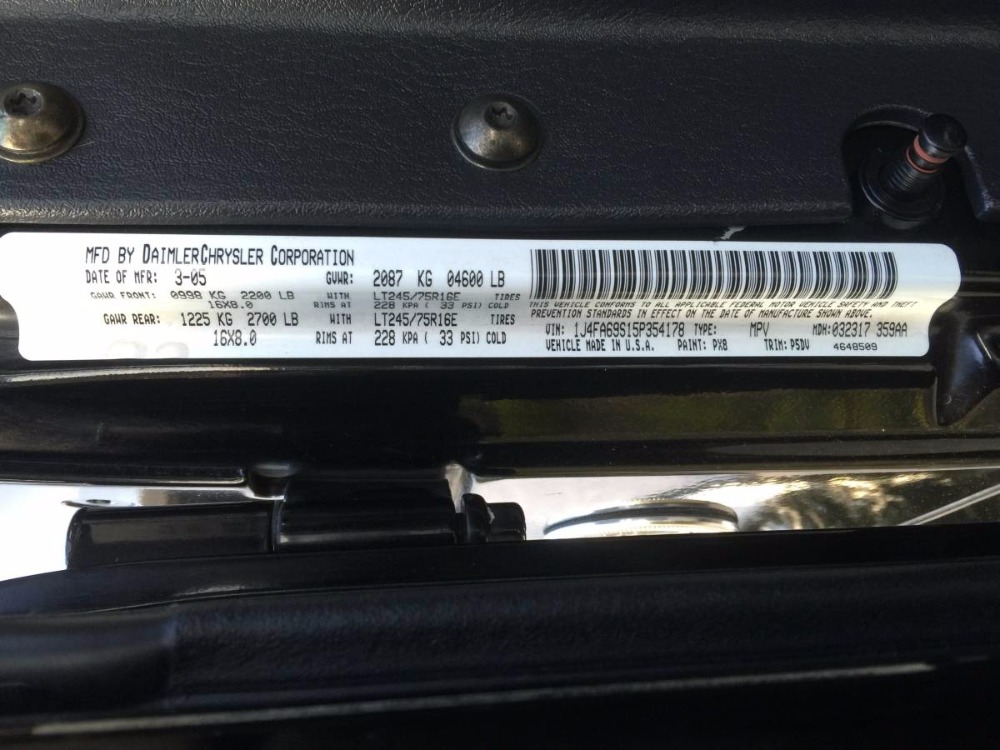 MFD BY DAIMLERCHRYSLER CORPORATION
DATE OF MFR: 3-05 GVWR: 2087 KG 04600 LB
GAWR FRONT: 0998 KG 2200 LB WITH LT245/75R16E TIRES
16X8.0 RIMS AT 228 KPA ( 33 PSI) COLD
GAWR REAR: 1225 KG 2700 LB WITH LT245/75R16E TIRES
16X8.0 RIMS AT 228 KPA ( 33 PSI) COLD
THIS VEHICLE CONFORMS TO ALL APPLICABLE FEDERAL MOTOR VEHICLE SAFETY AND THEFT
PREVENTION STANDARDS IN EFFECT ON THE DATE OF MANUFACTURE SHOWN ABOVE.
VIN: 1J4FA69S15P354178 TYPE: MPV MDH: 032317 359AA
VEHICLE MADE IN U.S.A. PAINT: PX8 TRIM: P5DV 4648509